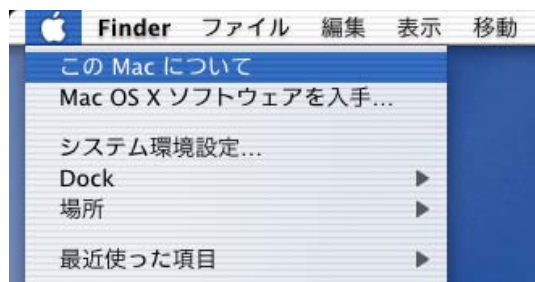 Finder ファイル 編集 表示 移動
この Mac について
Mac OS X ソフトウェアを入手...
システム環境設定...
Dock
場所
最近使った項目